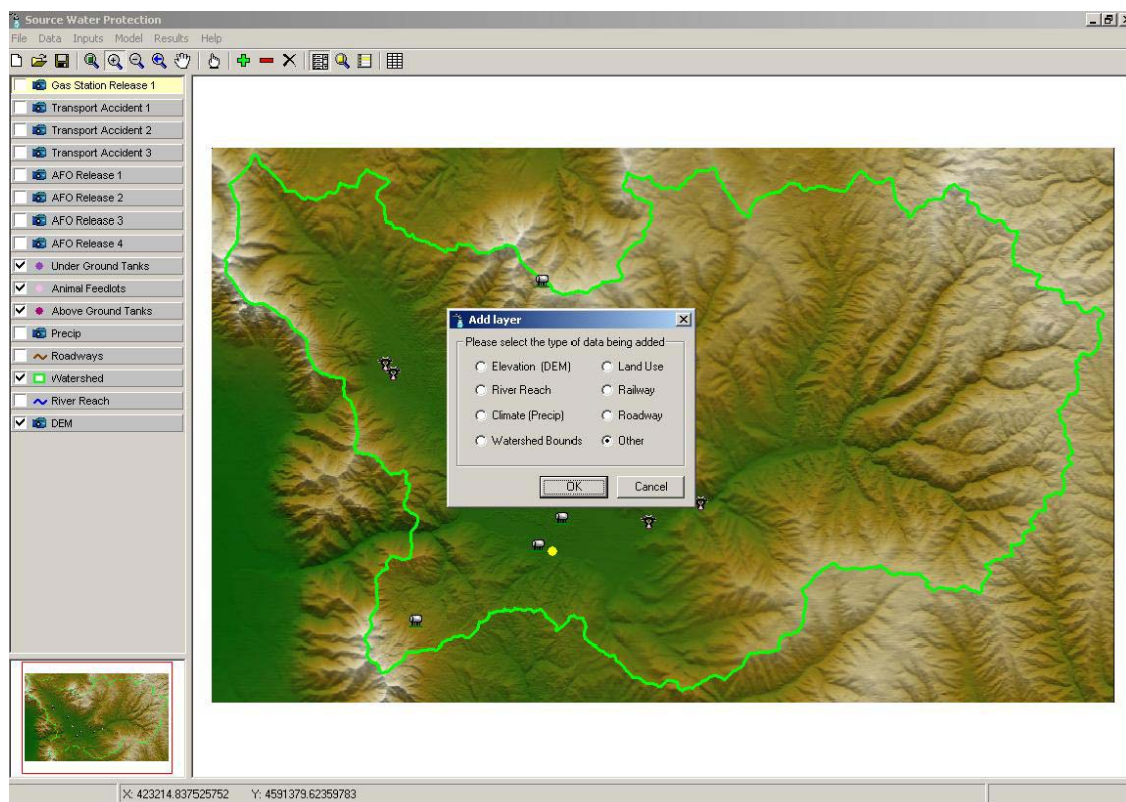 Source Water Protection
File Data Inputs Model Results Help
Gas Station Release 1
Transport Accident 1
Transport Accident 2
Transport Accident 3
AFO Release 1
AFO Release 2
AFO Release 3
AFO Release 4
Under Ground Tanks
Animal Feedlots
Above Ground Tanks
Precip
Roadways
Watershed
River Reach
DEM
Add layer
Please select the type of data being added
Elevation (DEM) Land Use
River Reach Railway
Climate (Precip) Roadway
Watershed Bounds Other
OK Cancel
X: 423214.837525752 Y: 4591379.62359783